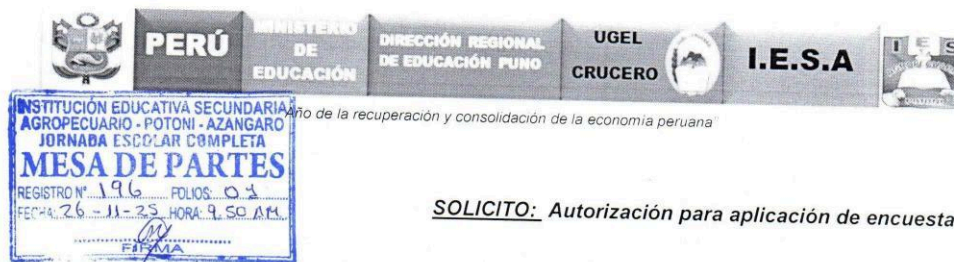 PERÚ
MINISTERIO
DE
EDUCACIÓN
DIRECCIÓN REGIONAL
DE EDUCACIÓN PUNO
UGEL
CRUCERO
I.E.S.A
I E S
"Año de la recuperación y consolidación de la economía peruana"
INSTITUCIÓN EDUCATIVA SECUNDARIA
AGROPECUARIO - POTONI - AZANGARO
JORNADA ESCOLAR COMPLETA
MESA DE PARTES
REGISTRO N° 196 FOLIOS: 01
FECHA: 26-11-25 HORA: 9.50 AM.
FIRMA
SOLICITO: Autorización para aplicación de encuesta